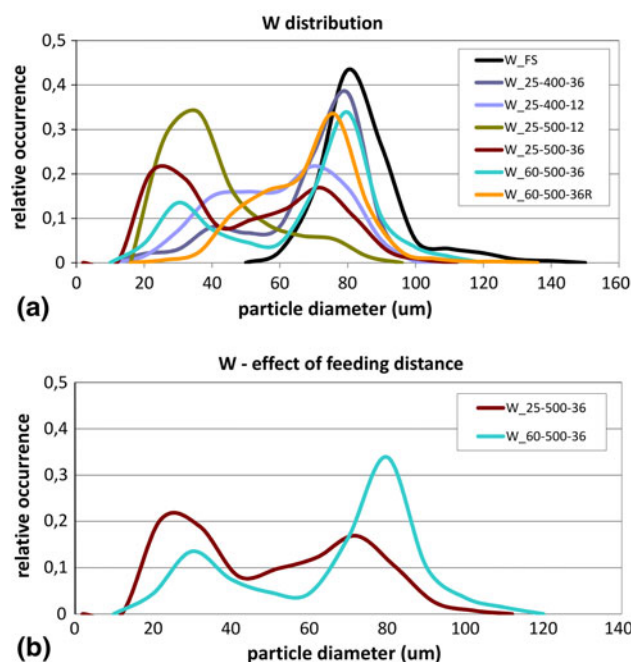 W distribution
0,5
0,4
0,3
0,2
0,1
0
relative occurrence
W_FS
W_25-400-36
W_25-400-12
W_25-500-12
W_25-500-36
W_60-500-36
W_60-500-36R
0 20 40 60 80 100 120 140 160
particle diameter (um)
(a)
W - effect of feeding distance
0,5
0,4
0,3
0,2
0,1
0
relative occurrence
W_25-500-36
W_60-500-36
0 20 40 60 80 100 120 140
particle diameter (um)
(b)